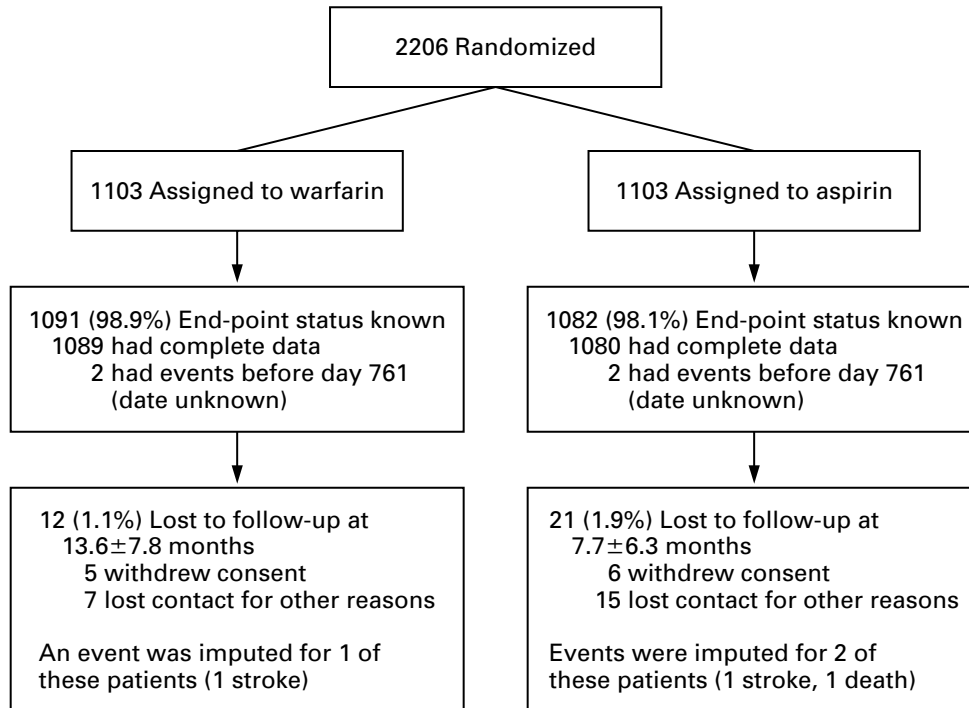 2206 Randomized
1103 Assigned to warfarin
1103 Assigned to aspirin
1091 (98.9%) End-point status known
1089 had complete data
2 had events before day 761
(date unknown)
1082 (98.1%) End-point status known
1080 had complete data
2 had events before day 761
(date unknown)
12 (1.1%) Lost to follow-up at
13.6±7.8 months
5 withdrew consent
7 lost contact for other reasons
An event was imputed for 1 of
these patients (1 stroke)
21 (1.9%) Lost to follow-up at
7.7±6.3 months
6 withdrew consent
15 lost contact for other reasons
Events were imputed for 2 of
these patients (1 stroke, 1 death)